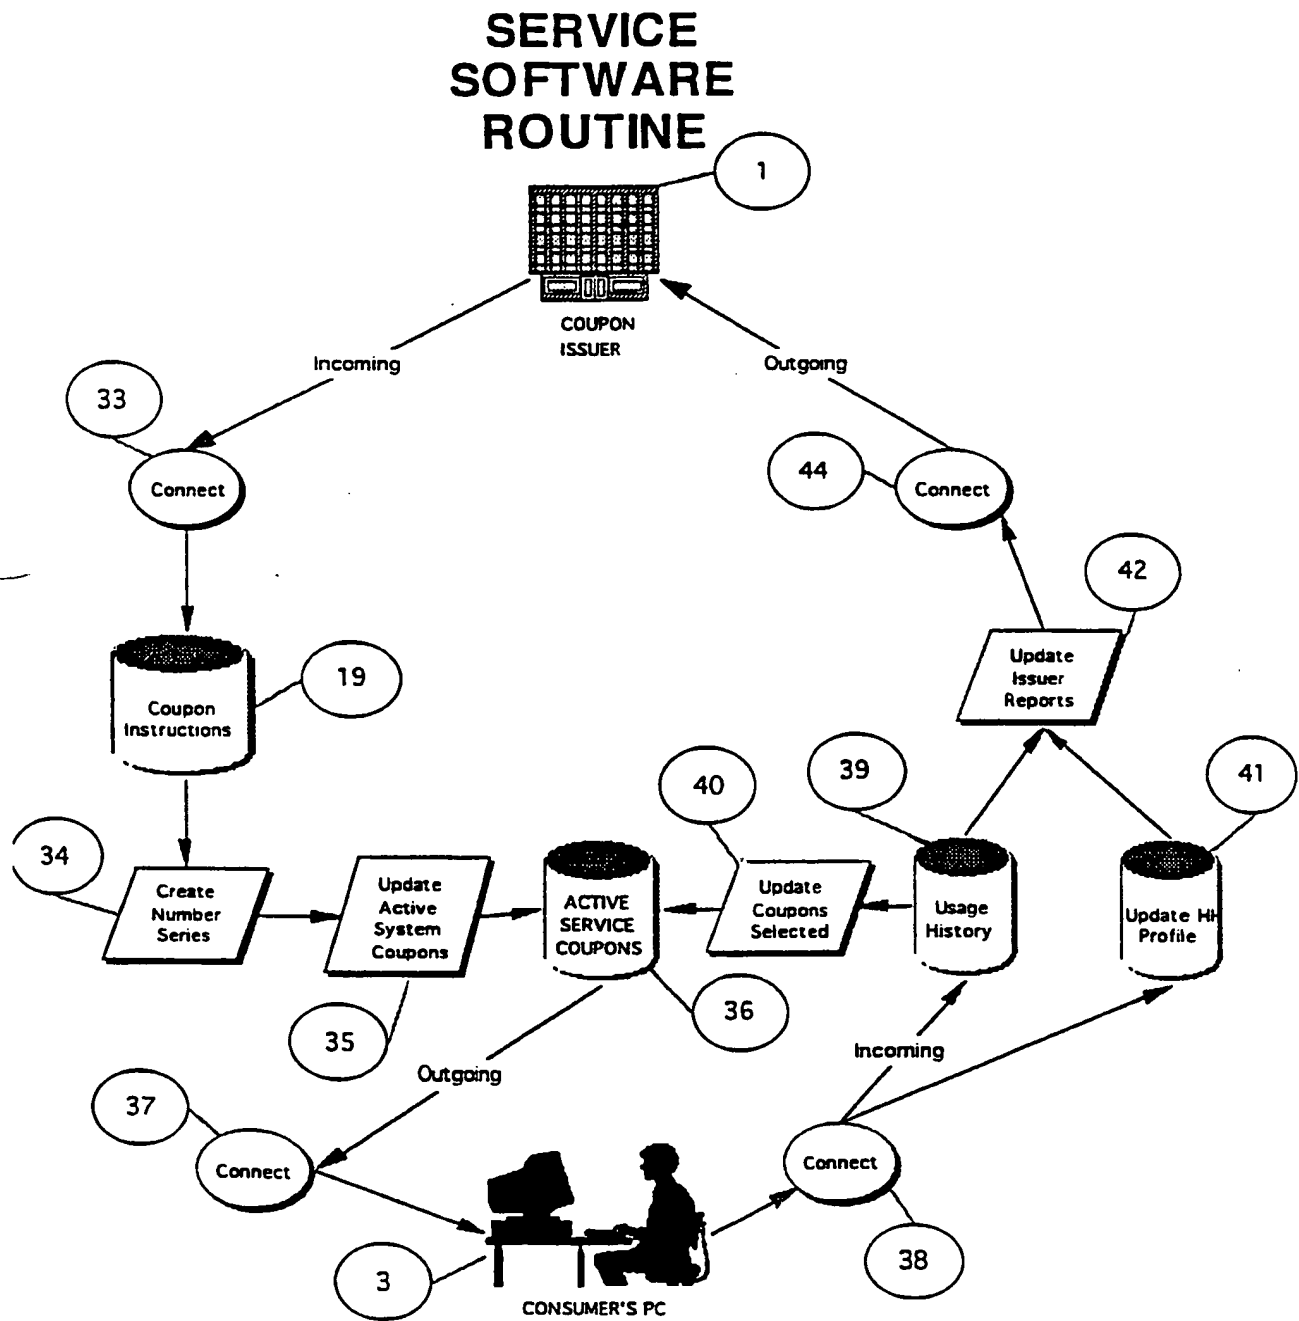 SERVICE
SOFTWARE
ROUTINE
1
COUPON
ISSUER
Incoming
Outgoing
33
Connect
44
Connect
42
19
Coupon
Instructions
Update
Issuer
Reports
40
39
41
34
Create
Number
Series
Update
Active
System
Coupons
ACTIVE
SERVICE
COUPONS
Update
Coupons
Selected
Usage
History
Update HH
Profile
35
36
Incoming
Outgoing
37
Connect
Connect
3
38
CONSUMER'S PC